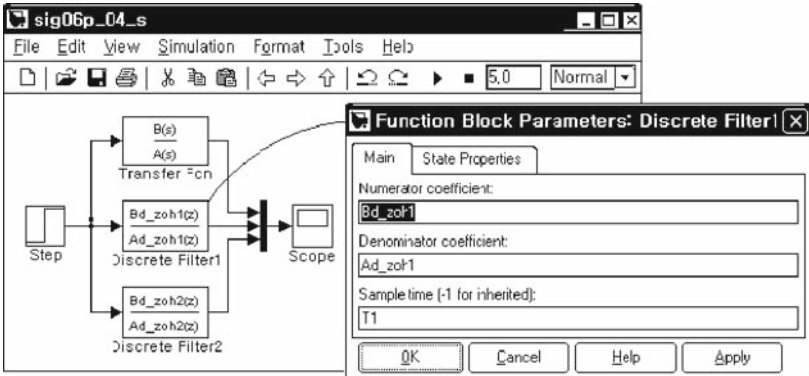 sig06p_04_s
File Edit View Simulation Format Tools Help
5,0 Normal
B(s)
A(s)
Transfer Fcn
Step
Bd_zoh1(z)
Ad_zoh1(z)
Discrete Filter1
Scope
Bd_zoh2(z)
Ad_zoh2(z)
Discrete Filter2
Function Block Parameters: Discrete Filter1
Main State Properties
Numerator coefficient:
Bd_zoh1
Denominator coefficient:
Ad_zoh1
Sample time (-1 for inherited):
T1
OK Cancel Help Apply